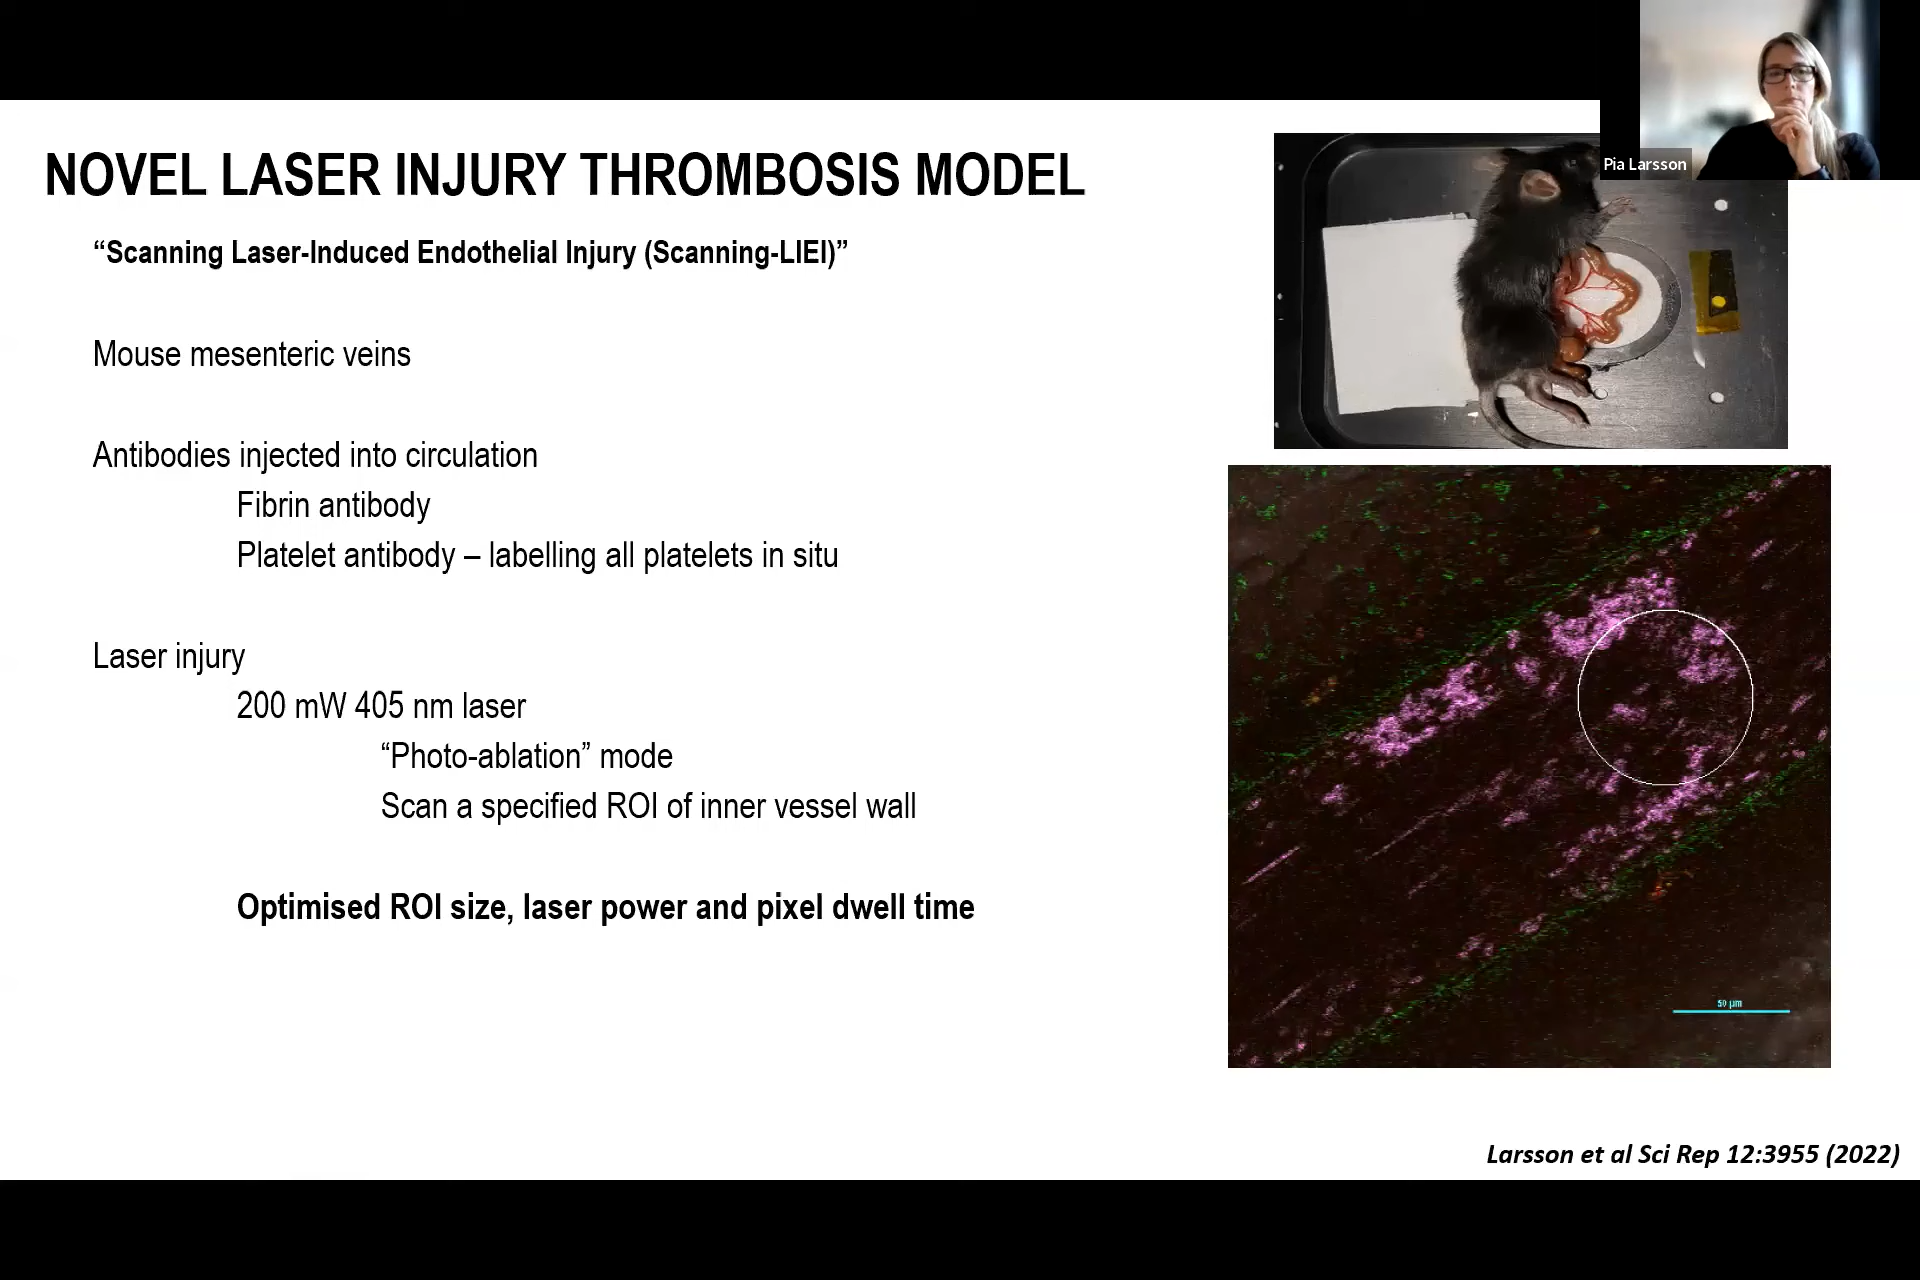 Pia Larsson
NOVEL LASER INJURY THROMBOSIS MODEL
“Scanning Laser-Induced Endothelial Injury (Scanning-LIEI)”
Mouse mesenteric veins
Antibodies injected into circulation
Fibrin antibody
Platelet antibody – labelling all platelets in situ
Laser injury
200 mW 405 nm laser
“Photo-ablation” mode
Scan a specified ROI of inner vessel wall
Optimised ROI size, laser power and pixel dwell time
50 µm
Larsson et al Sci Rep 12:3955 (2022)